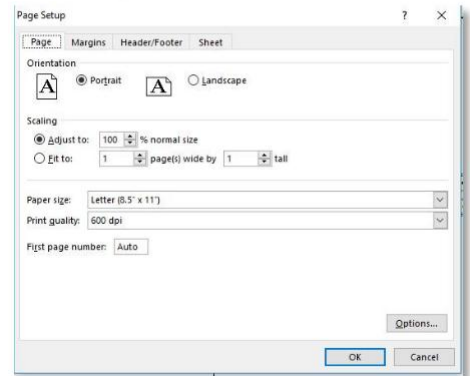 Page Setup ? ×
Page Margins Header/Footer Sheet
Orientation
A Portrait A Landscape
Scaling
Adjust to: 100 % normal size
Fit to: 1 page(s) wide by 1 tall
Paper size: Letter (8.5" x 11")
Print quality: 600 dpi
First page number: Auto
Options...
OK Cancel